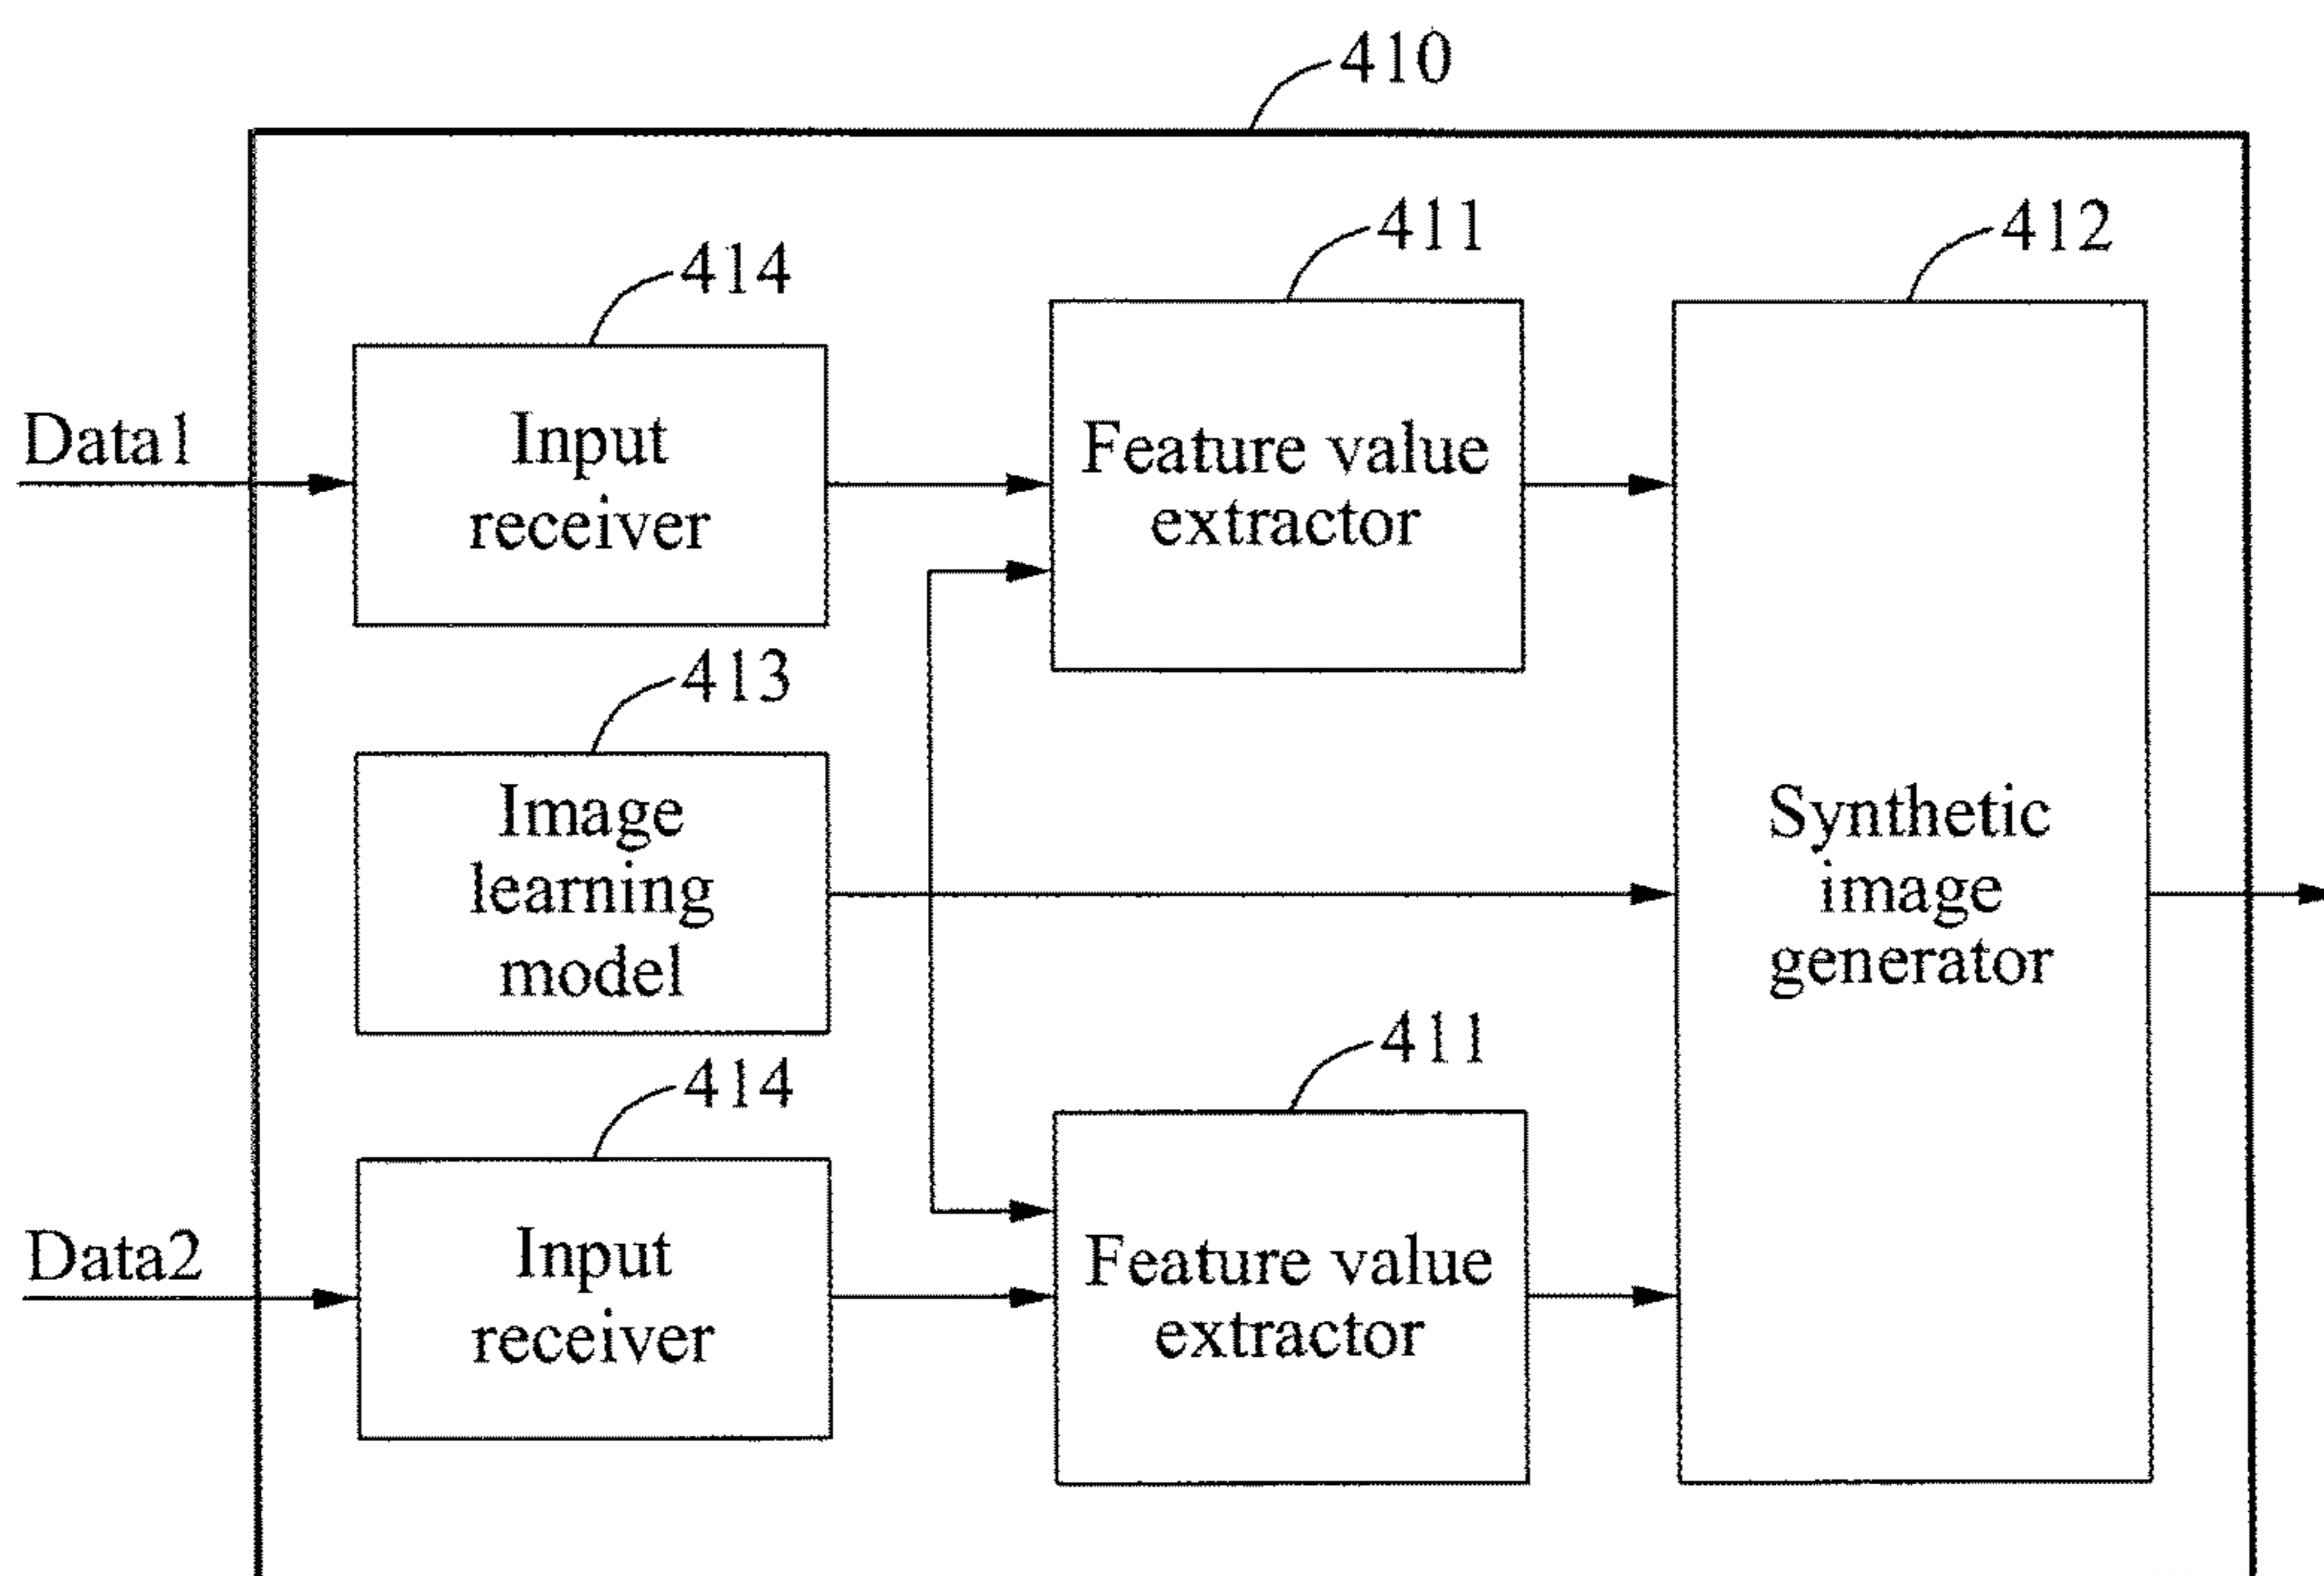 410
411
412
414
Data1
Input
receiver
Feature value
extractor
413
Image
learning
model
Synthetic
image
generator
411
414
Data2
Input
receiver
Feature value
extractor